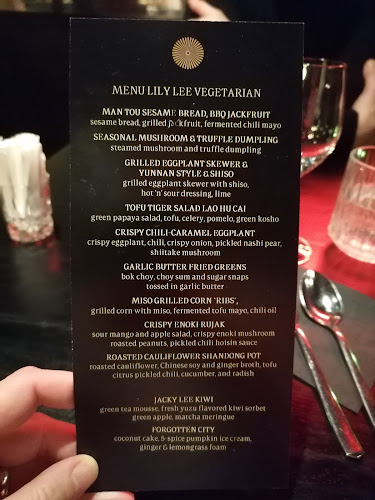 MENU LILY LEE VEGETARIAN
MAN TOU SESAME BREAD, BBQ JACKFRUIT
sesame bread, grilled jackfruit, fermented chili mayo
SEASONAL MUSHROOM & TRUFFLE DUMPLING
steamed mushroom and truffle dumpling
GRILLED EGGPLANT SKEWER &
YUNNAN STYLE & SHISO
grilled eggplant skewer with shiso,
hot 'n' sour dressing, lime
TOFU TIGER SALAD LAO HU CAI
green papaya salad, tofu, celery, pomelo, green kosho
CRISPY CHILI-CARAMEL EGGPLANT
crispy eggplant, chili, crispy onion, pickled nashi pear,
shiitake mushroom
GARLIC BUTTER FRIED GREENS
bok choy, choy sum and sugar snaps
tossed in garlic butter
MISO GRILLED CORN 'RIBS',
grilled corn with miso, fermented tofu mayo, chili oil
CRISPY ENOKI RUJAK
sour mango and apple salad, crispy enoki mushroom
roasted peanuts, pickled chili hoisin sauce
ROASTED CAULIFLOWER SHANDONG POT
roasted cauliflower, Chinese soy and ginger broth, tofu
citrus pickled chili, cucumber, and radish
JACKY LEE KIWI
green tea mousse, fresh yuzu flavored kiwi sorbet
green apple, matcha meringue
FORGOTTEN CITY
coconut cake, 5-spice pumpkin ice cream,
ginger & lemongrass foam